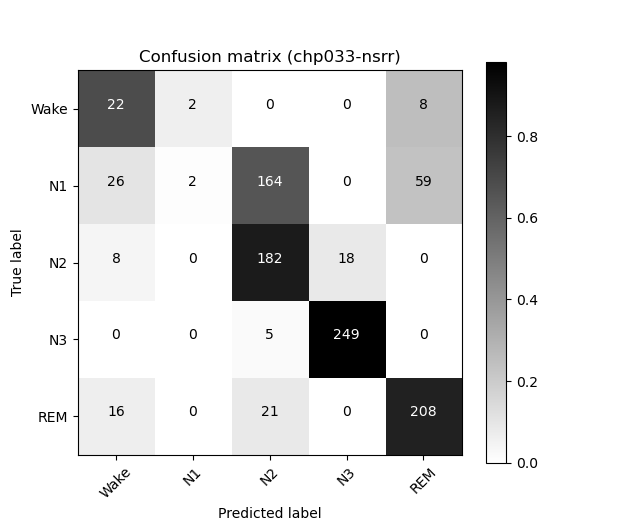 Confusion matrix (chp033-nsrr)
True label
Wake 22 2 0 0 8
N1 26 2 164 0 59
N2 8 0 182 18 0
N3 0 0 5 249 0
REM 16 0 21 0 208
Wake N1 N2 N3 REM
Predicted label
0.8
0.6
0.4
0.2
0.0